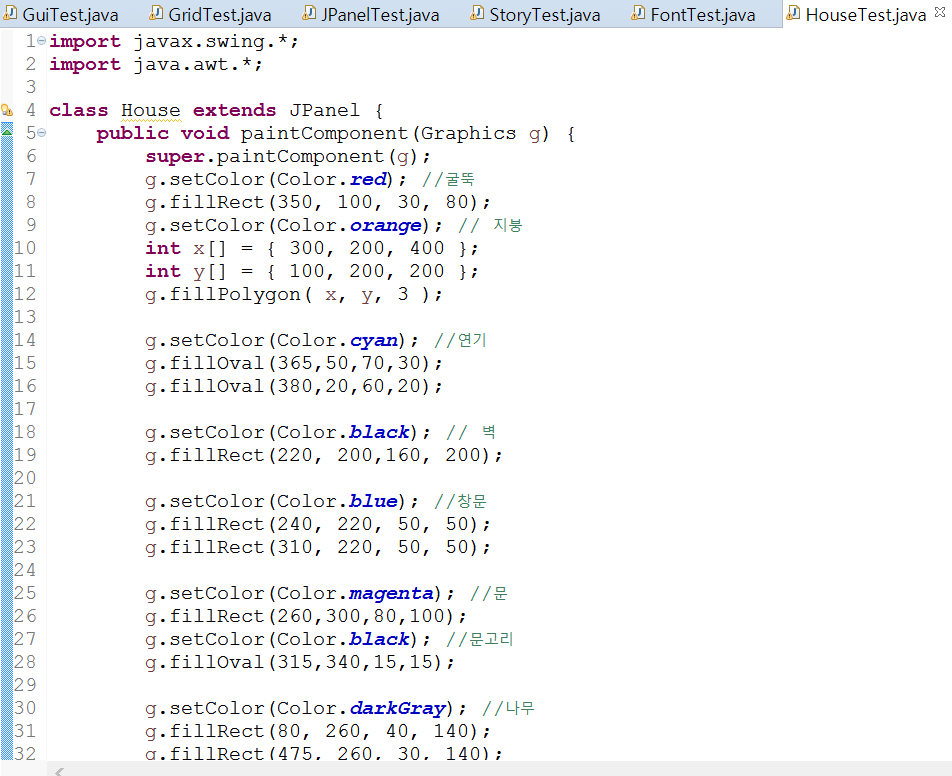 GuiTest.java GridTest.java JPanelTest.java StoryTest.java FontTest.java HouseTest.java
1 import javax.swing.*;
2 import java.awt.*;
3
4 class House extends JPanel {
5 public void paintComponent(Graphics g) {
6 super.paintComponent(g);
7 g.setColor(Color.red); //굴뚝
8 g.fillRect(350, 100, 30, 80);
9 g.setColor(Color.orange); // 지붕
10 int x[] = { 300, 200, 400 };
11 int y[] = { 100, 200, 200 };
12 g.fillPolygon( x, y, 3 );
13
14 g.setColor(Color.cyan); //연기
15 g.fillOval(365,50,70,30);
16 g.fillOval(380,20,60,20);
17
18 g.setColor(Color.black); // 벽
19 g.fillRect(220, 200,160, 200);
20
21 g.setColor(Color.blue); //창문
22 g.fillRect(240, 220, 50, 50);
23 g.fillRect(310, 220, 50, 50);
24
25 g.setColor(Color.magenta); //문
26 g.fillRect(260,300,80,100);
27 g.setColor(Color.black); //문고리
28 g.fillOval(315,340,15,15);
29
30 g.setColor(Color.darkGray); //나무
31 g.fillRect(80, 260, 40, 140);
32 g.fillRect(475, 260, 30, 140);